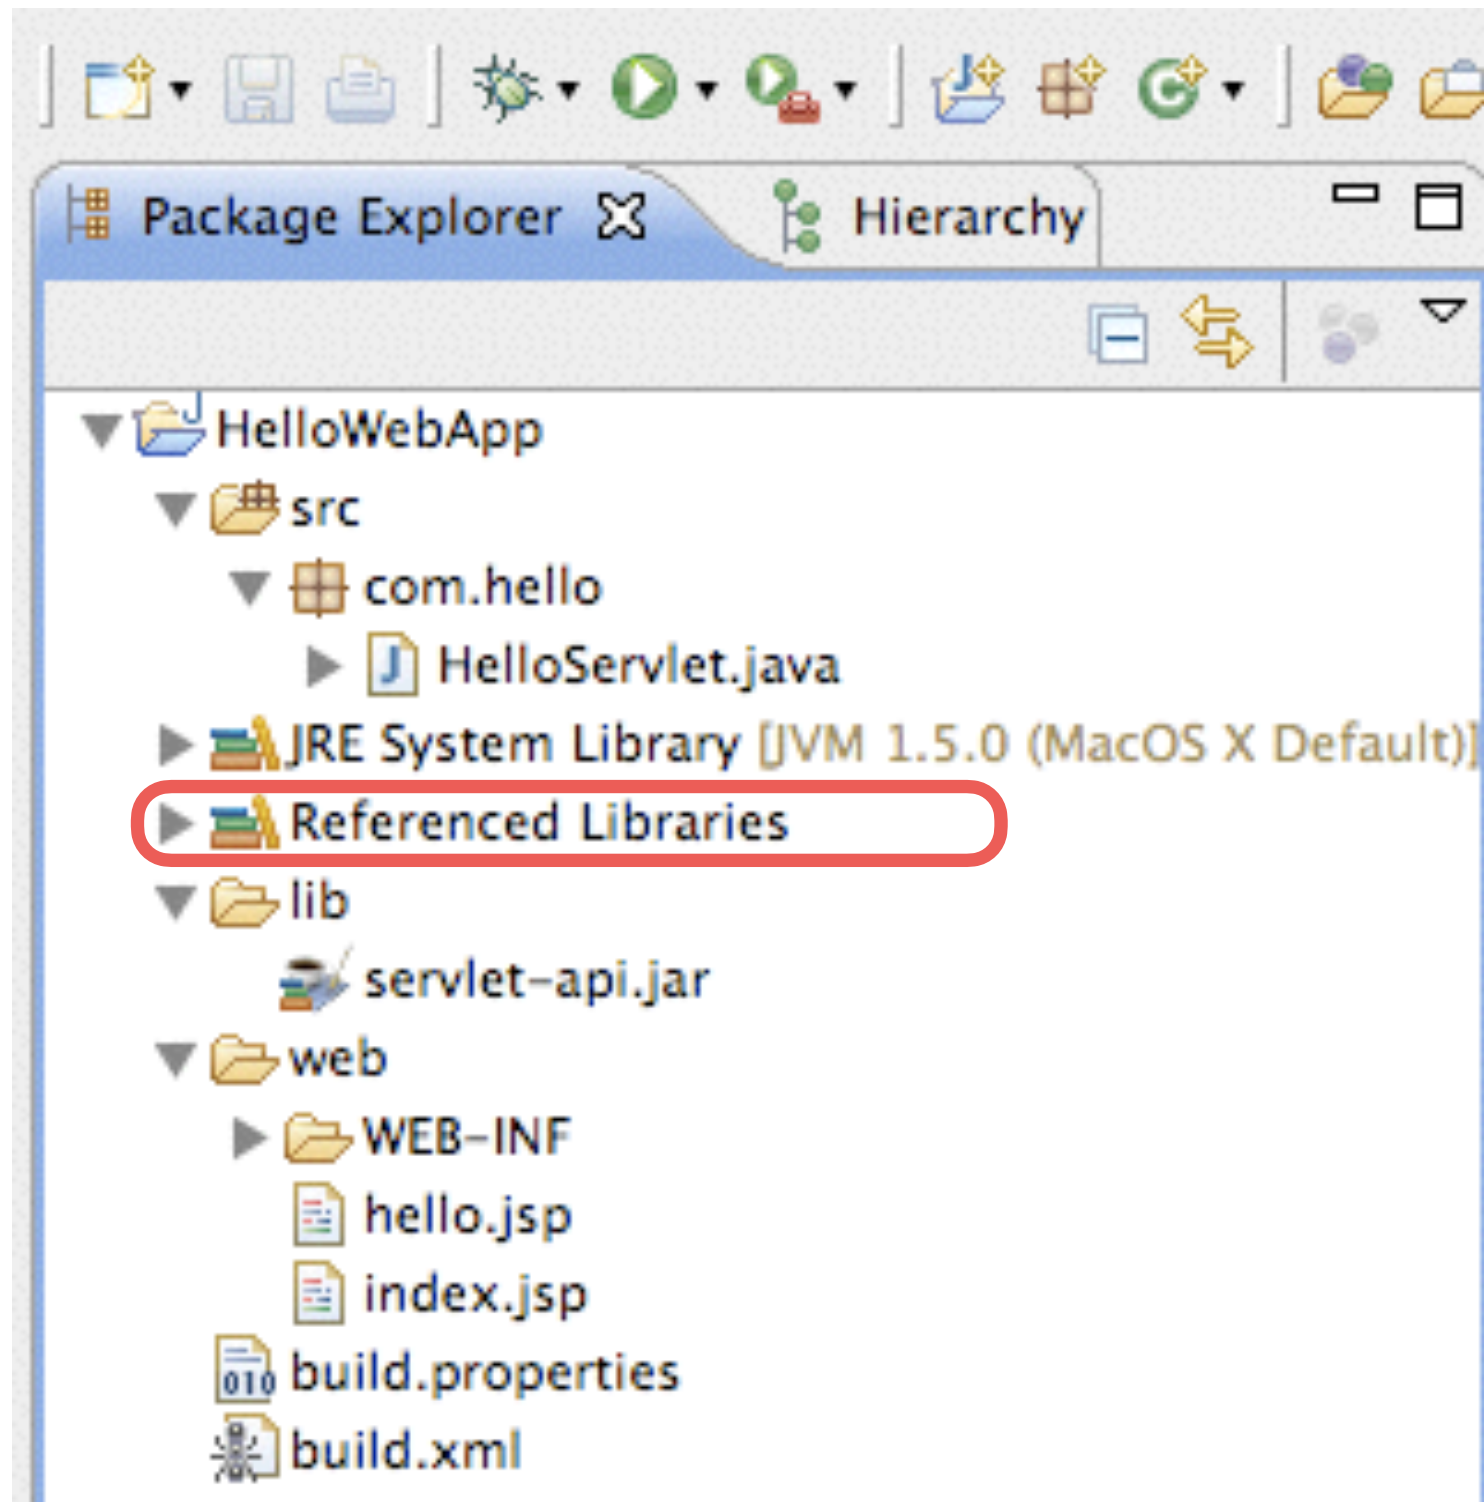 Package Explorer Hierarchy
HelloWebApp
src
com.hello
HelloServlet.java
JRE System Library [JVM 1.5.0 (MacOS X Default)]
Referenced Libraries
lib
servlet-api.jar
web
WEB-INF
hello.jsp
index.jsp
build.properties
build.xml